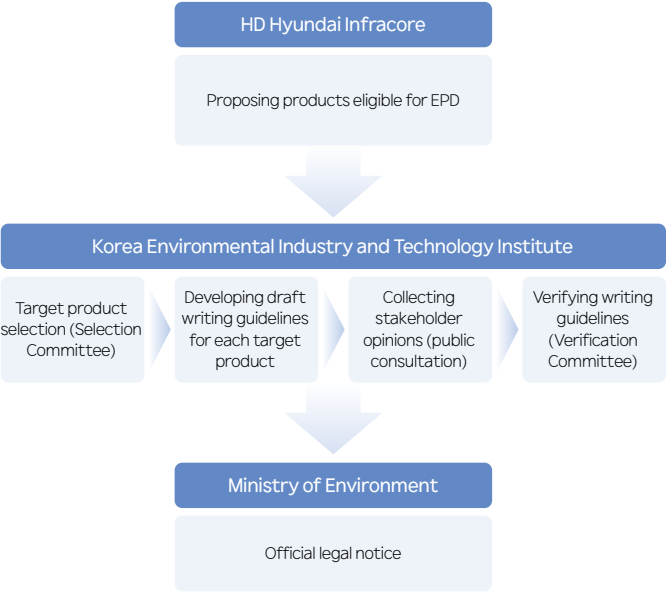 HD Hyundai Infracore
Proposing products eligible for EPD
Korea Environmental Industry and Technology Institute
Target product
selection (Selection
Committee)
Developing draft
writing guidelines
for each target
product
Collecting
stakeholder
opinions (public
consultation)
Verifying writing
guidelines
(Verification
Committee)
Ministry of Environment
Official legal notice